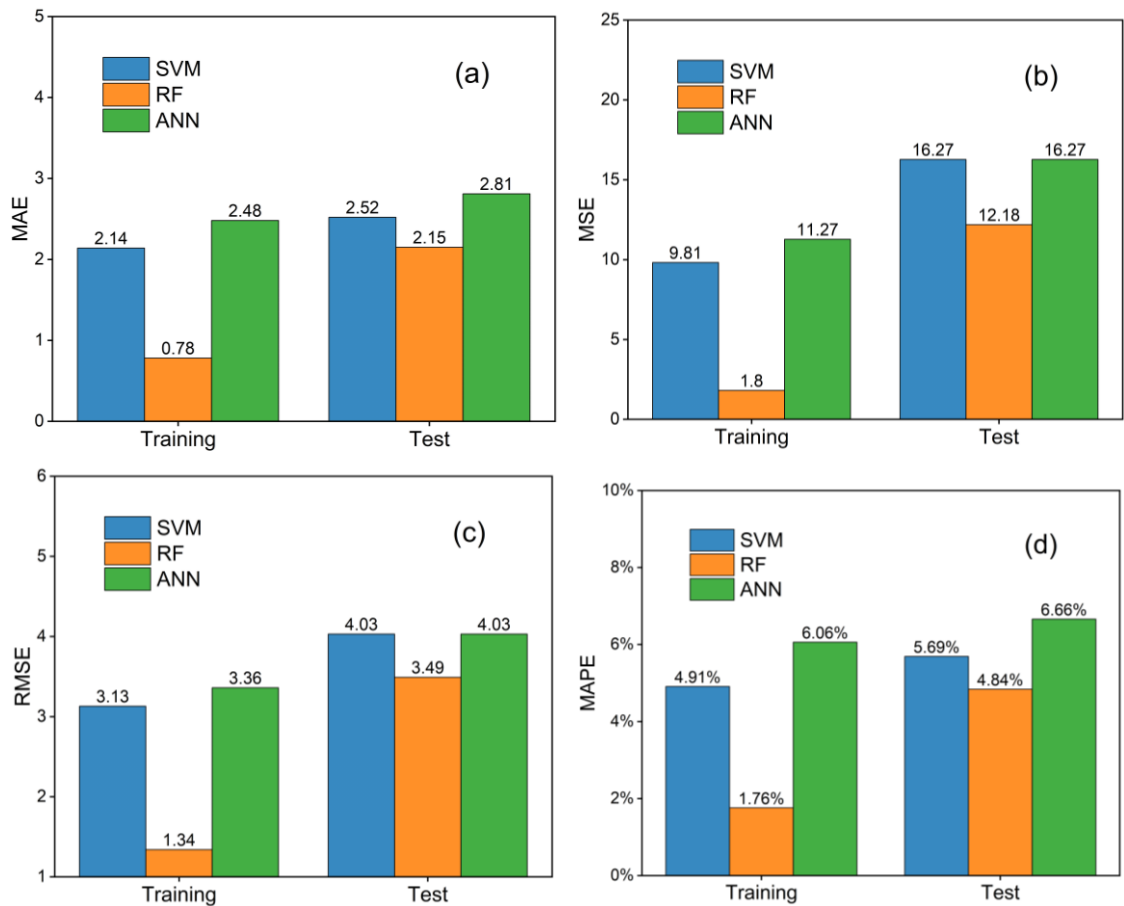 MAE
5
4
3
2
1
0
SVM
RF
ANN
(a)
2.14
0.78
2.48
2.52
2.15
2.81
Training
Test
MSE
25
20
15
10
5
0
SVM
RF
ANN
(b)
9.81
1.8
11.27
16.27
12.18
16.27
Training
Test
RMSE
6
5
4
3
2
1
SVM
RF
ANN
(c)
3.13
1.34
3.36
4.03
3.49
4.03
Training
Test
MAPE
10%
8%
6%
4%
2%
0%
SVM
RF
ANN
(d)
4.91%
1.76%
6.06%
5.69%
4.84%
6.66%
Training
Test